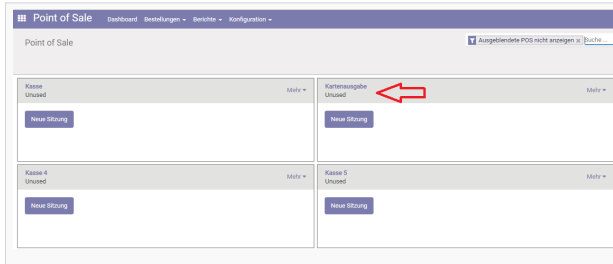 Point of Sale Dashboard Bestellungen Berichte Konfiguration
Point of Sale
Ausgeblendete POS nicht anzeigen x Suche ...
Kasse Mehr
Unused
Neue Sitzung
Kartenausgabe Mehr
Unused
Neue Sitzung
Kasse 4 Mehr
Unused
Neue Sitzung
Kasse 5 Mehr
Unused
Neue Sitzung